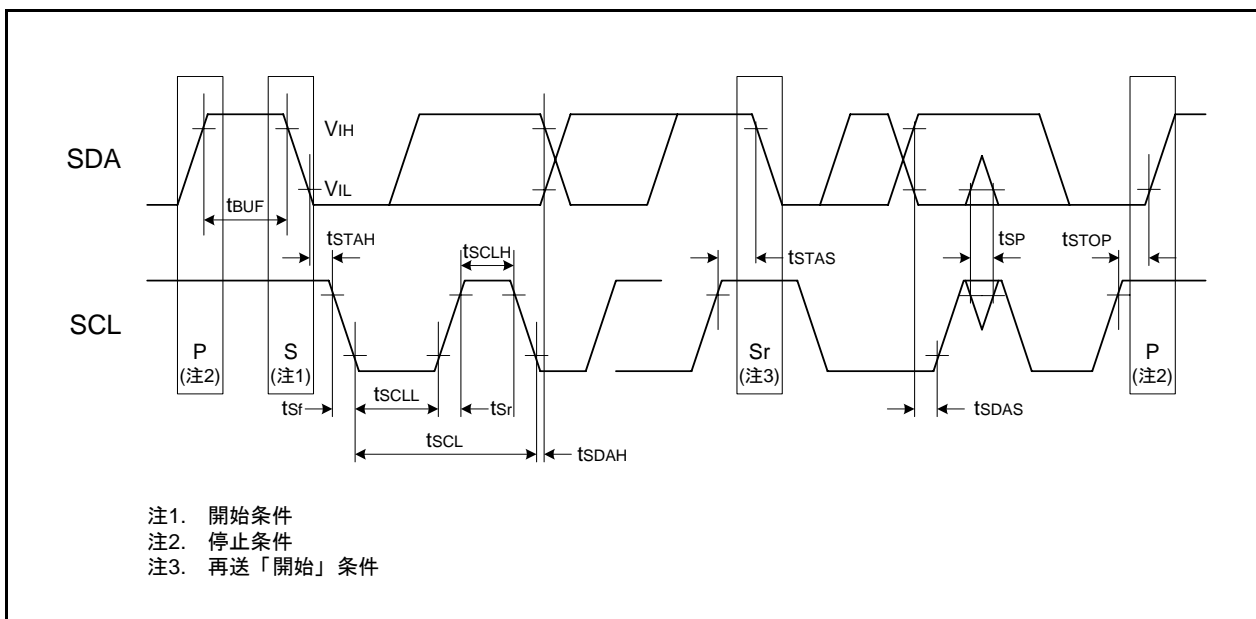 SDA
VIH
VIL
tBUF
tSTAH
tSCLH
tSTAS
tSP
tSTOP
SCL
P
(注2)
S
(注1)
Sr
(注3)
P
(注2)
tSf
tSCLL
tSr
tSDAS
tSCL
tSDAH
注1. 開始条件
注2. 停止条件
注3. 再送「開始」条件